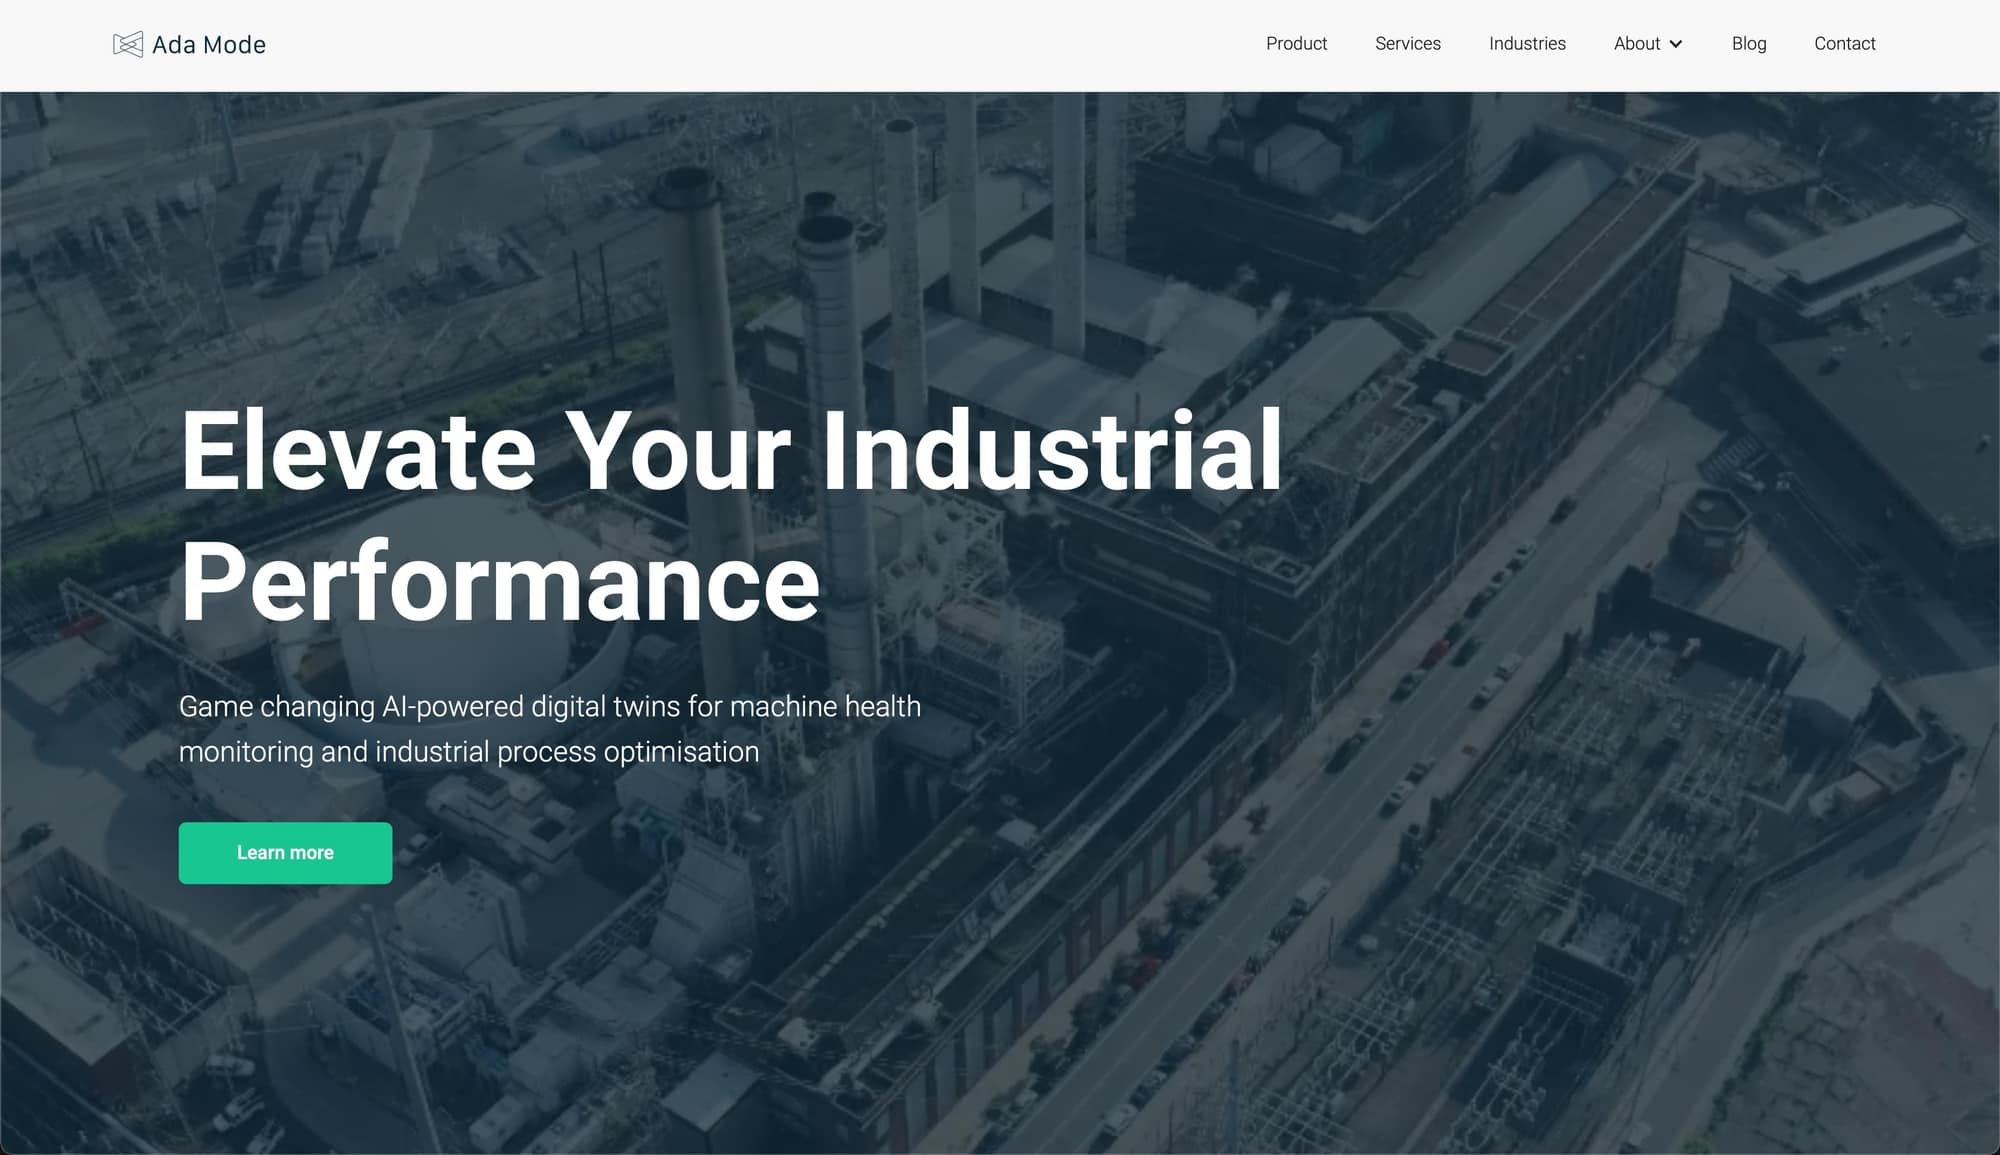 Ada Mode
Product Services Industries About Blog Contact
Elevate Your Industrial
Performance
Game changing AI-powered digital twins for machine health
monitoring and industrial process optimisation
Learn more